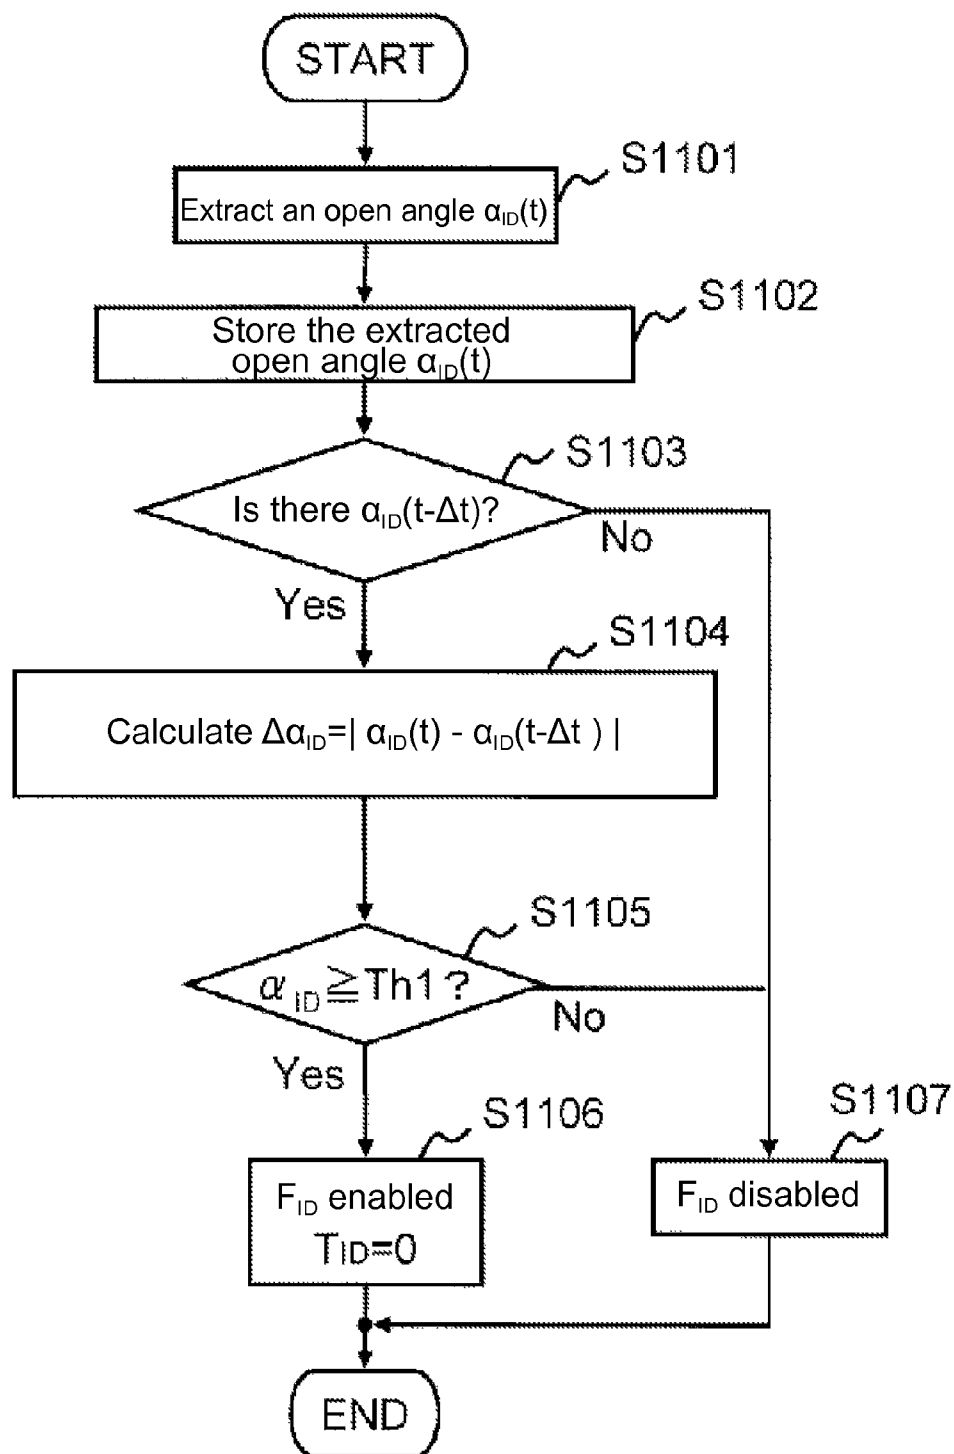 START
S1101
Extract an open angle αID(t)
S1102
Store the extracted
open angle αID(t)
S1103
Is there αID(t-Δt)?
No
Yes
S1104
Calculate ΔαID=| αID(t) - αID(t-Δt ) |
S1105
αID≧Th1?
No
Yes
S1106
S1107
FID enabled
TID=0
FID disabled
END